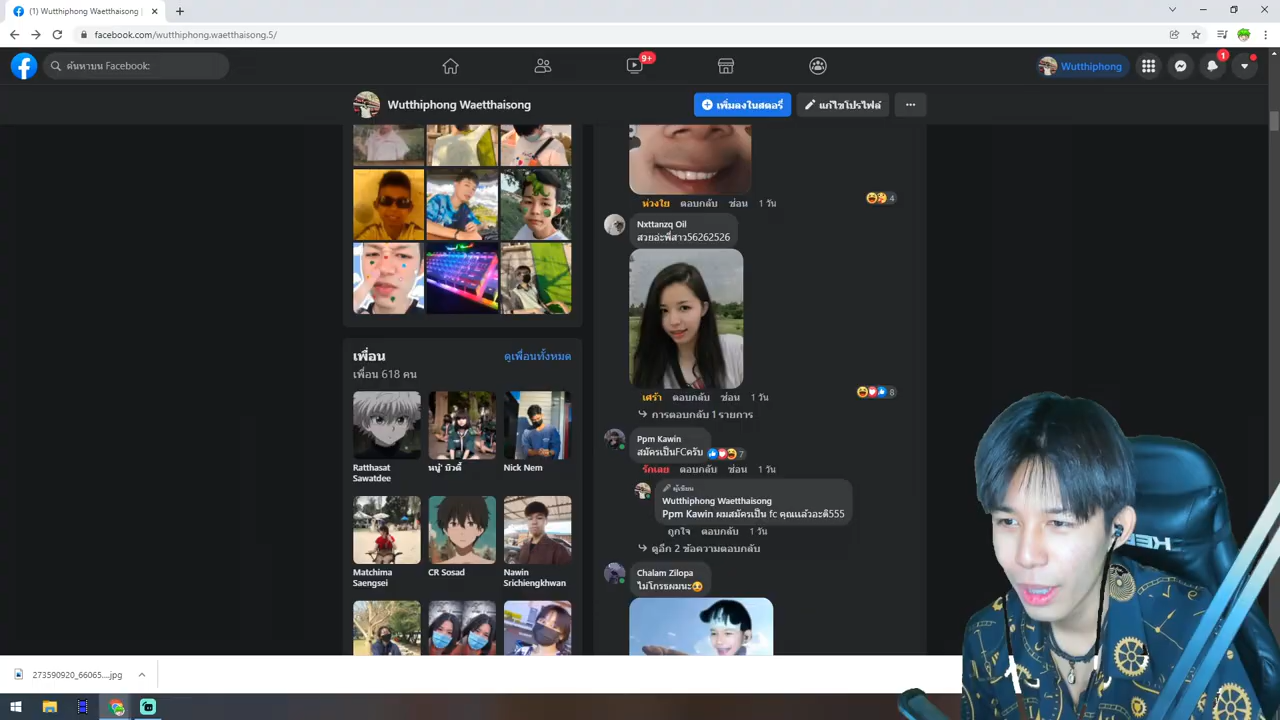 (1) Wutthiphong Waetthaisong |
facebook.com/wutthiphong.waetthaisong.5/
ค้นหาบน Facebook
9+
Wutthiphong
1
Wutthiphong Waetthaisong
เพิ่มลงในสตอรี่
แก้ไขโปรไฟล์
ห่วงใย ตอบกลับ ซ่อน 1 วัน
4
Nxttanzq Oil
สวยอ่ะพี่สาว56262526
เศร้า ตอบกลับ ซ่อน 1 วัน
8
การตอบกลับ 1 รายการ
Ppm Kawin
สมัครเป็นFCครับ
7
รักเลย ตอบกลับ ซ่อน 1 วัน
ผู้เขียน
Wutthiphong Waetthaisong
Ppm Kawin ผมสมัครเป็น fc คุณแล้วอะดิ555
ถูกใจ ตอบกลับ 1 วัน
ดูอีก 2 ข้อความตอบกลับ
Chalam Zilopa
ไม่โกรธผมนะ😆
เพื่อน
ดูเพื่อนทั้งหมด
เพื่อน 618 คน
Ratthasat Sawatdee
หนู' บิวตี้
Nick Nem
Matchima Saengsei
CR Sosad
Nawin Srichiengkhwan
273590920_66065....jpg